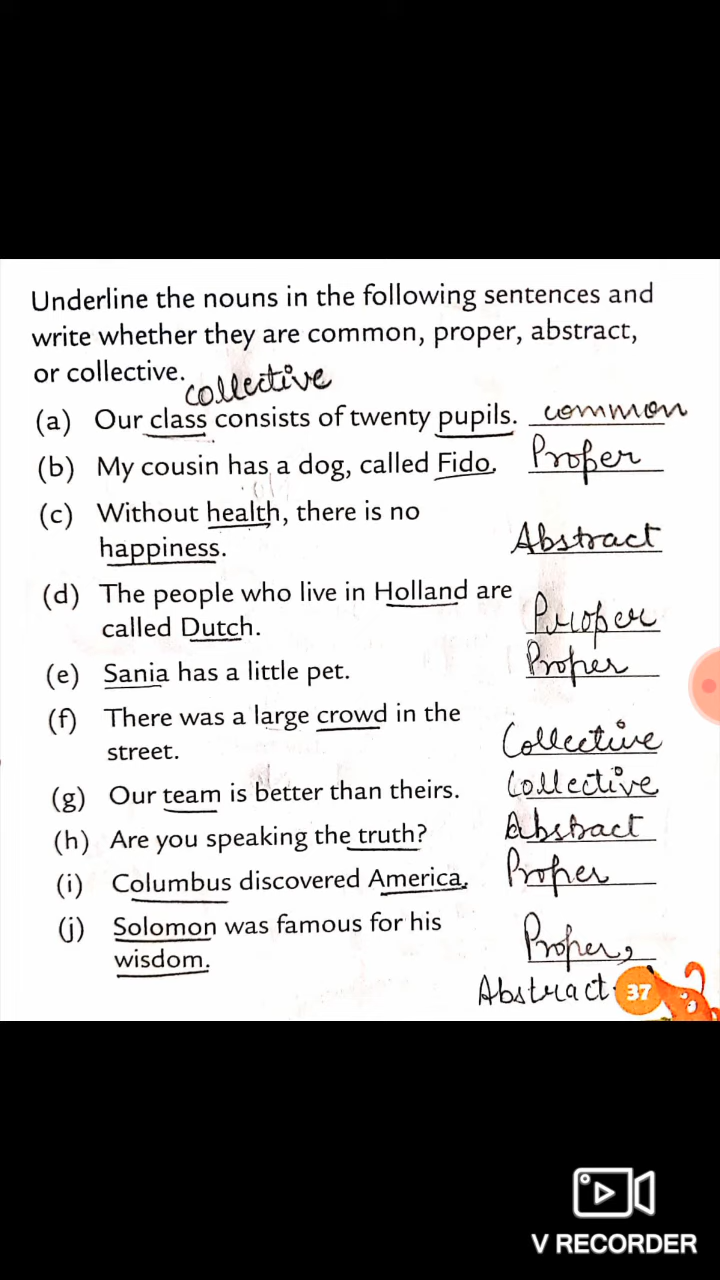 Underline the nouns in the following sentences and
write whether they are common, proper, abstract,
or collective.
collective
(a) Our class consists of twenty pupils. common
(b) My cousin has a dog, called Fido. Proper
(c) Without health, there is no
happiness. Abstract
(d) The people who live in Holland are
called Dutch. Proper
(e) Sania has a little pet. Proper
(f) There was a large crowd in the
street. Collective
(g) Our team is better than theirs. Collective
(h) Are you speaking the truth? Abstract
(i) Columbus discovered America. Proper
(j) Solomon was famous for his
wisdom. Proper,
Abstract.
37
V RECORDER